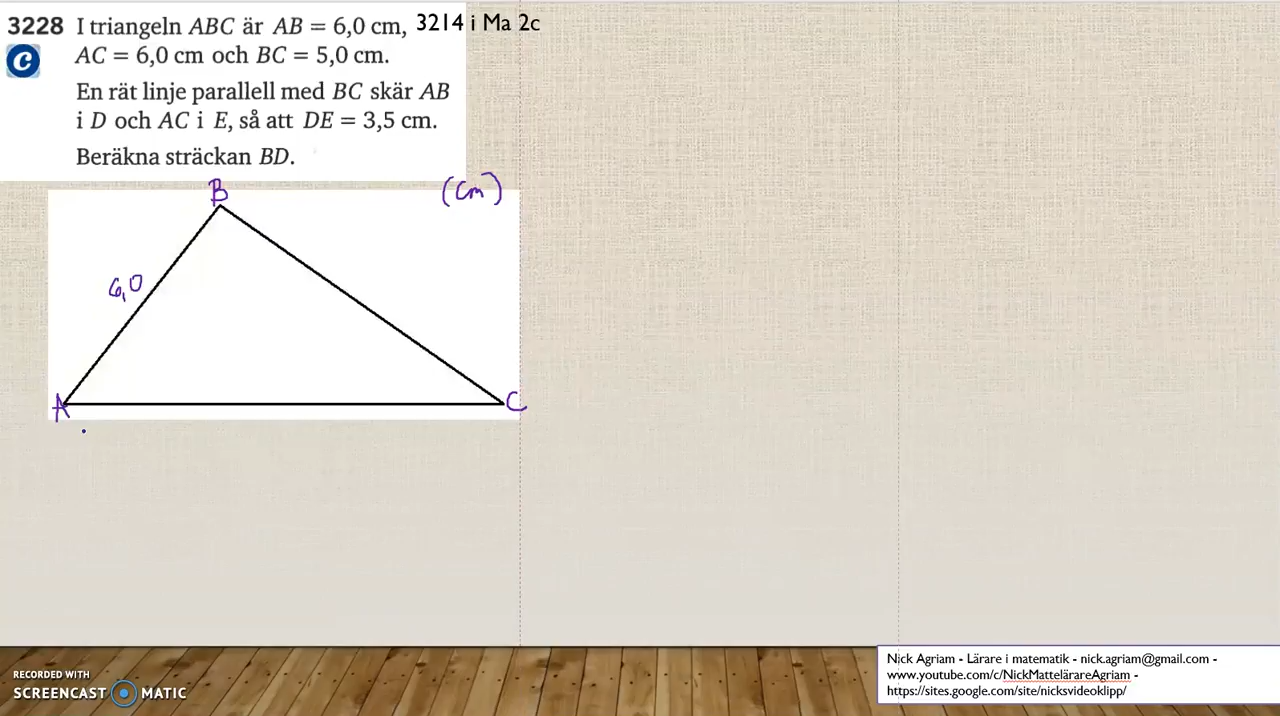 3228 I triangeln ABC är AB = 6,0 cm, 3214 i Ma 2c
C AC = 6,0 cm och BC = 5,0 cm.
En rät linje parallell med BC skär AB
i D och AC i E, så att DE = 3,5 cm.
Beräkna sträckan BD.
B (cm)
6,0
A C
RECORDED WITH
SCREENCAST MATIC
Nick Agriam - Lärare i matematik - nick.agriam@gmail.com -
www.youtube.com/c/NickMattelärareAgriam -
https://sites.google.com/site/nicksvideoklipp/